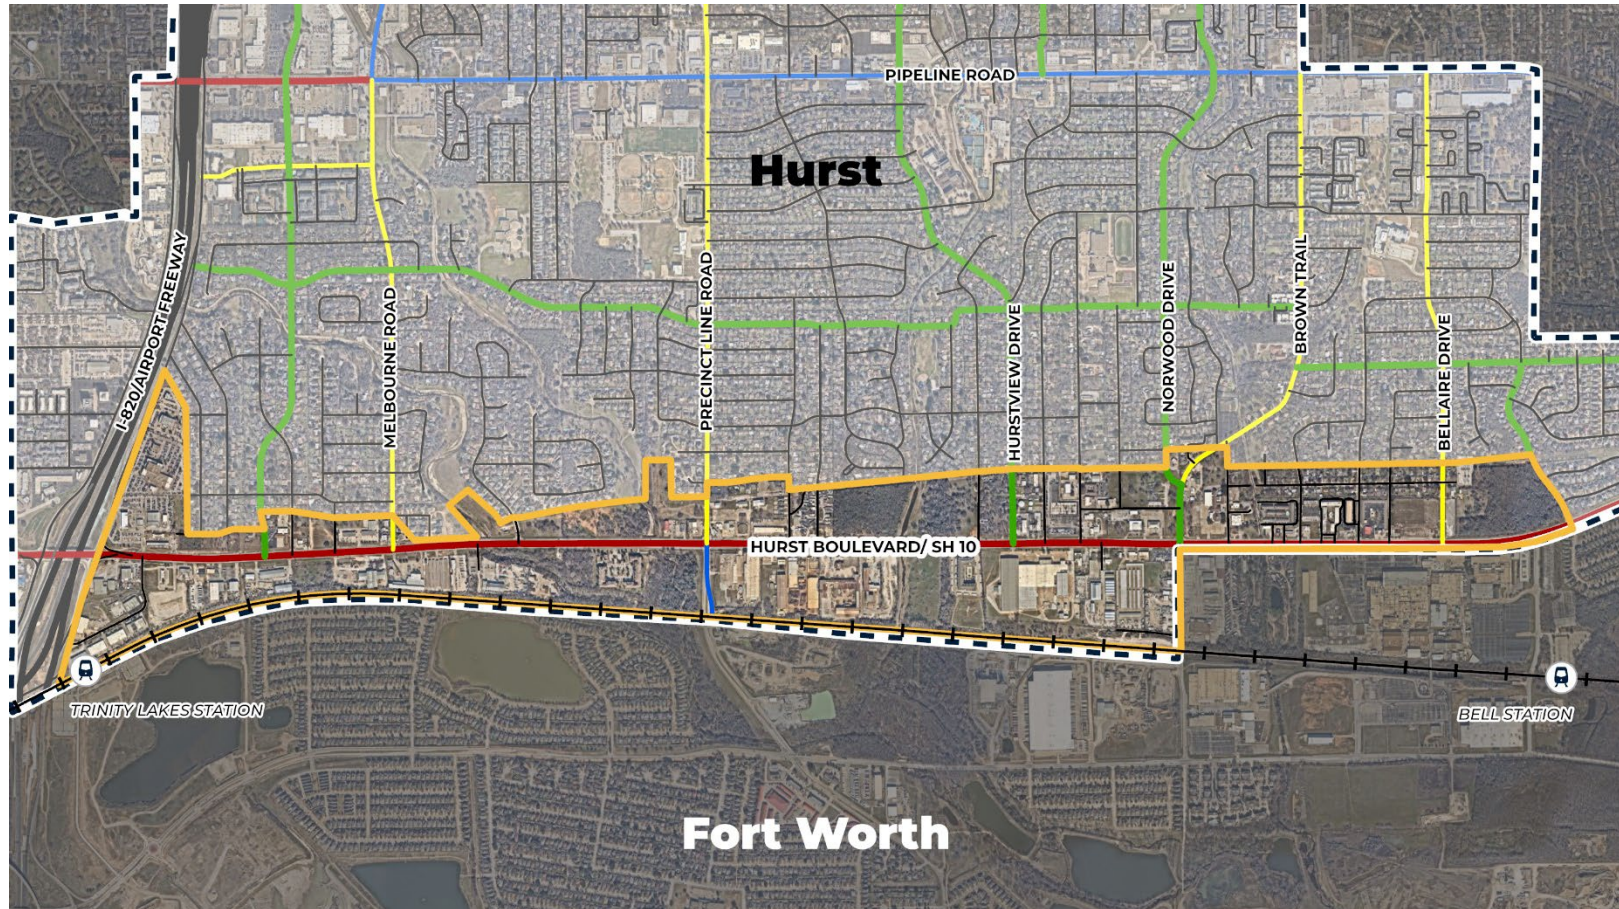 PIPELINE ROAD
Hurst
I-820/AIRPORT FREEWAY
MELBOURNE ROAD
PRECINCT LINE ROAD
HURSTVIEW DRIVE
NORWOOD DRIVE
BROWN TRAIL
BELLAIRE DRIVE
HURST BOULEVARD/ SH 10
TRINITY LAKES STATION
BELL STATION
Fort Worth